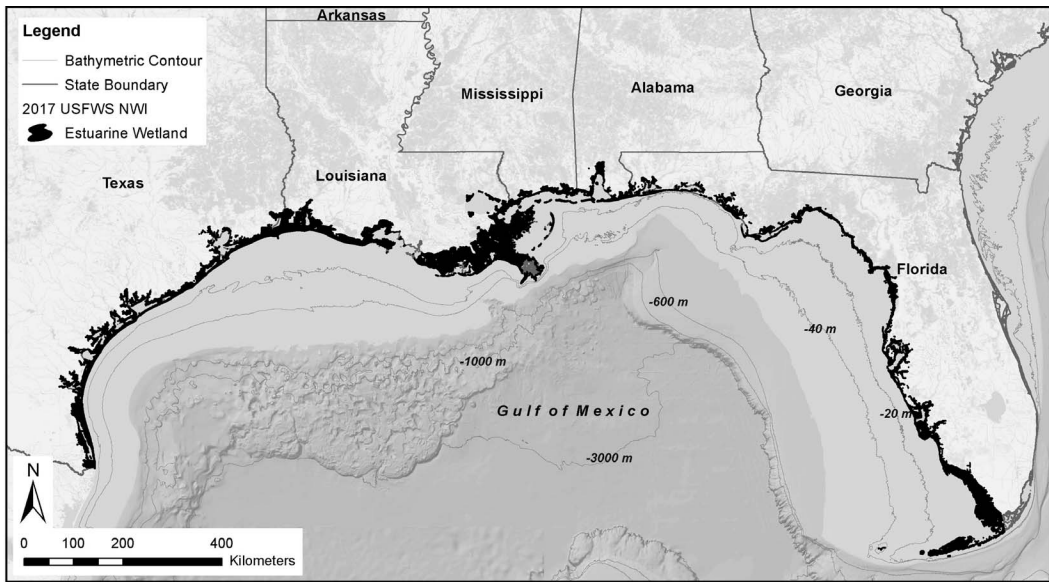 Legend
Bathymetric Contour
State Boundary
2017 USFWS NWI
Estuarine Wetland
Arkansas
Mississippi
Alabama
Georgia
Texas
Louisiana
Florida
-600 m
-40 m
-1000 m
-20 m
Gulf of Mexico
-3000 m
N
0 100 200 400
Kilometers